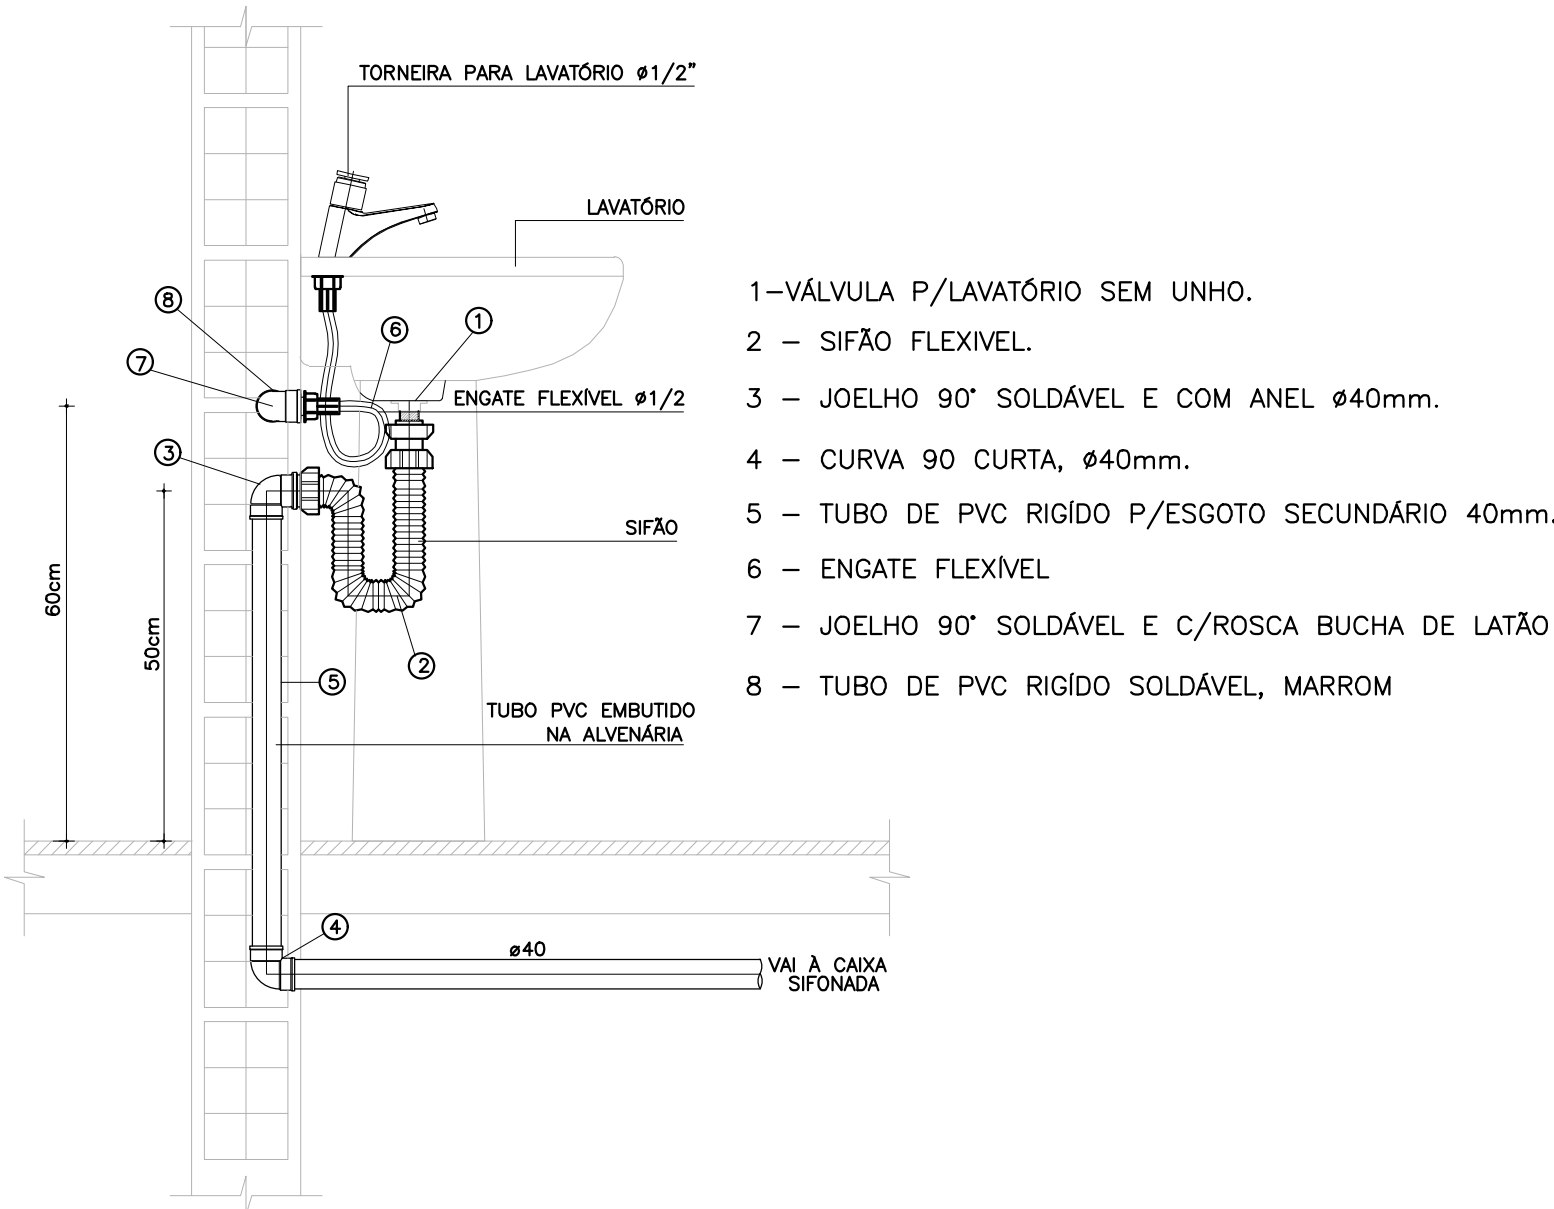 TORNEIRA PARA LAVATÓRIO ø1/2"
LAVATÓRIO
8
7
6
1
ENGATE FLEXÍVEL ø1/2
3
SIFÃO
60cm
50cm
2
5
TUBO PVC EMBUTIDO
NA ALVENÁRIA
4
ø40
VAI À CAIXA
SIFONADA
1-VÁLVULA P/LAVATÓRIO SEM UNHO.
2 - SIFÃO FLEXIVEL.
3 - JOELHO 90° SOLDÁVEL E COM ANEL ø40mm.
4 - CURVA 90 CURTA, ø40mm.
5 - TUBO DE PVC RIGÍDO P/ESGOTO SECUNDÁRIO 40mm.
6 - ENGATE FLEXÍVEL
7 - JOELHO 90° SOLDÁVEL E C/ROSCA BUCHA DE LATÃO
8 - TUBO DE PVC RIGÍDO SOLDÁVEL, MARROM